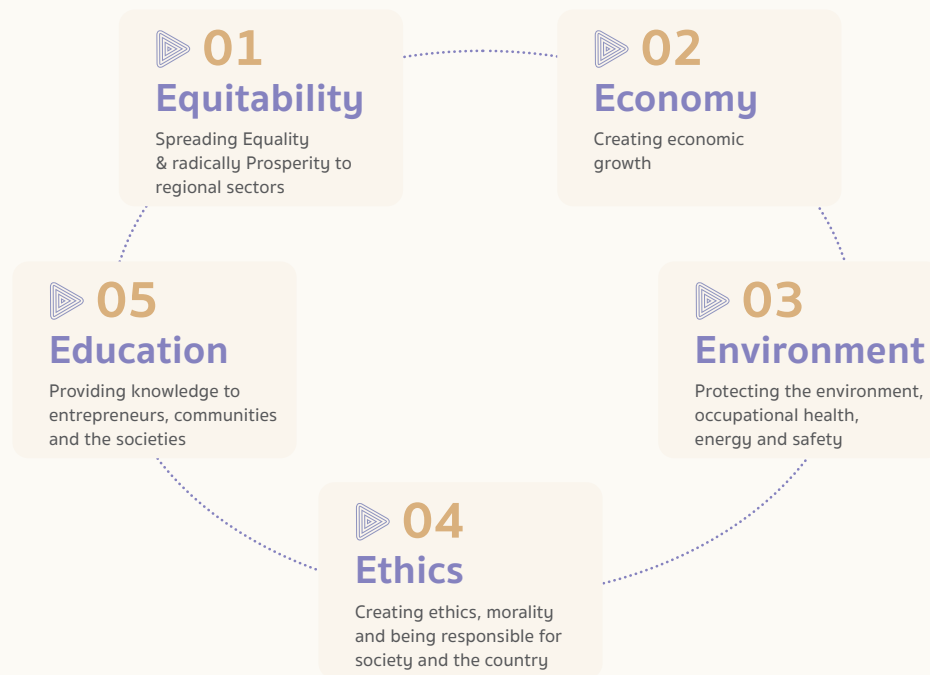 01
Equitability
Spreading Equality
& radically Prosperity to
regional sectors
02
Economy
Creating economic
growth
03
Environment
Protecting the environment,
occupational health,
energy and safety
04
Ethics
Creating ethics, morality
and being responsible for
society and the country
05
Education
Providing knowledge to
entrepreneurs, communities
and the societies